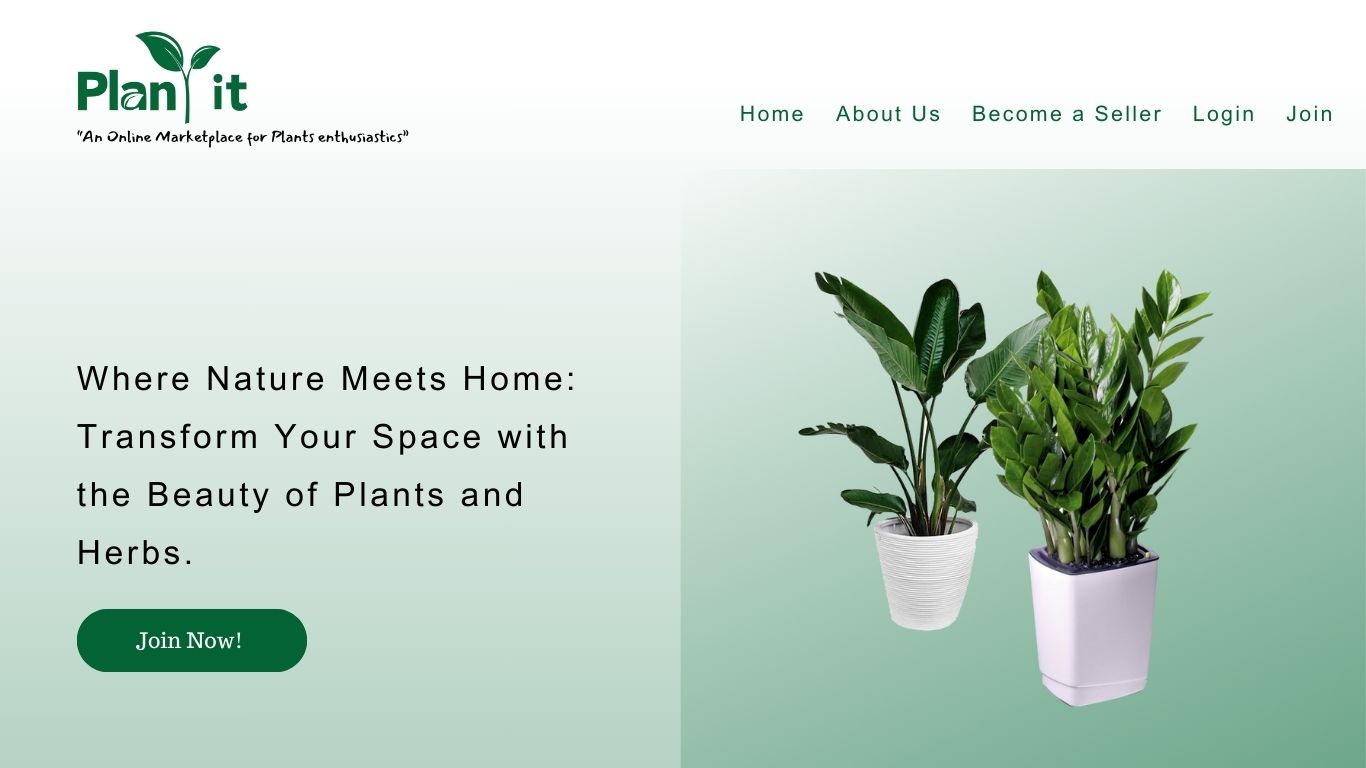 Plant it
"An Online Marketplace for Plants enthusiastics"
Home About Us Become a Seller Login Join
Where Nature Meets Home:
Transform Your Space with
the Beauty of Plants and
Herbs.
Join Now!